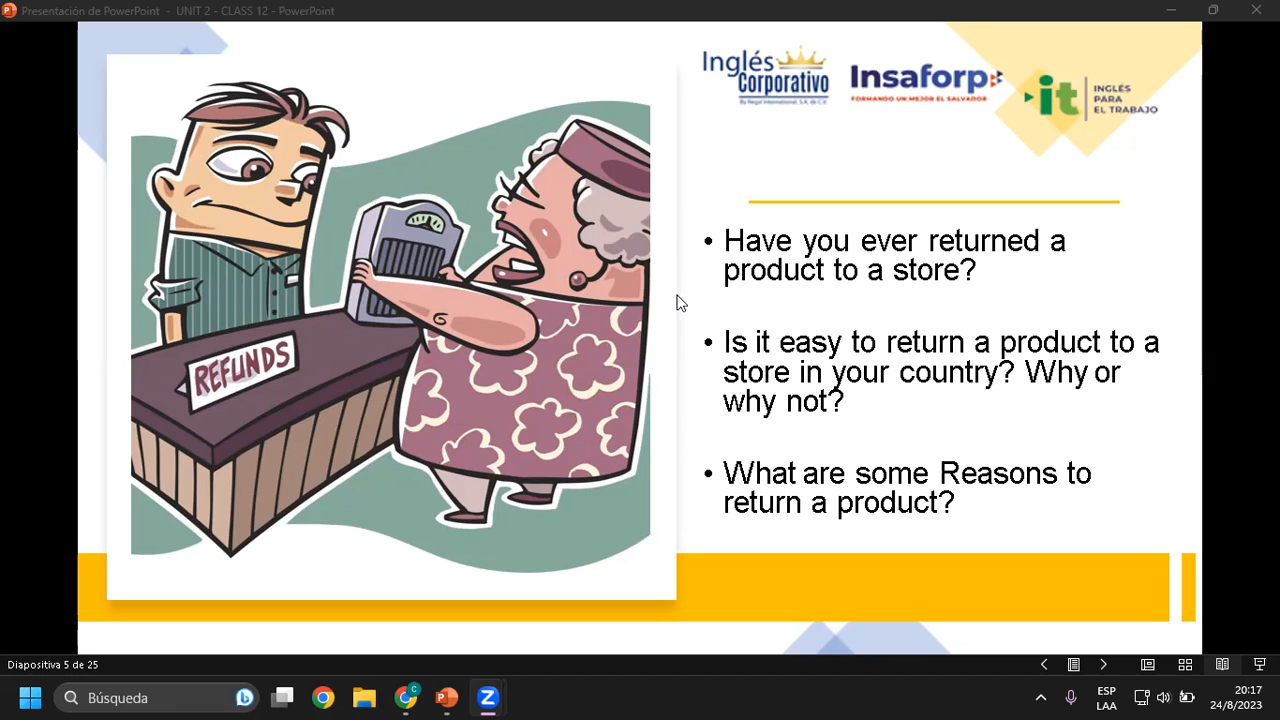 Presentación de PowerPoint - UNIT 2 - CLASS 12 - PowerPoint
Inglés
Corporativo
By Regal International, S.A. de C.V.
Insaforp
FORMANDO UN MEJOR EL SALVADOR
it
INGLÉS
PARA
EL TRABAJO
• Have you ever returned a
product to a store?
• Is it easy to return a product to a
store in your country? Why or
why not?
• What are some Reasons to
return a product?
REFUNDS
Diapositiva 5 de 25
Búsqueda
C
ESP
LAA
20:17
24/8/2023